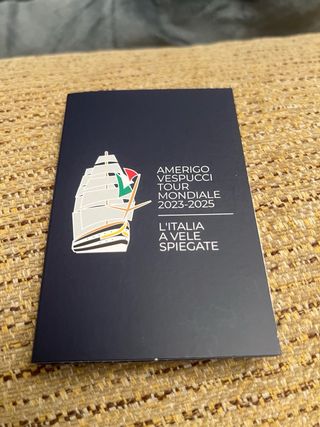 AMERIGO
VESPUCCI
TOUR
MONDIALE
2023-2025
L'ITALIA
A VELE
SPIEGATE